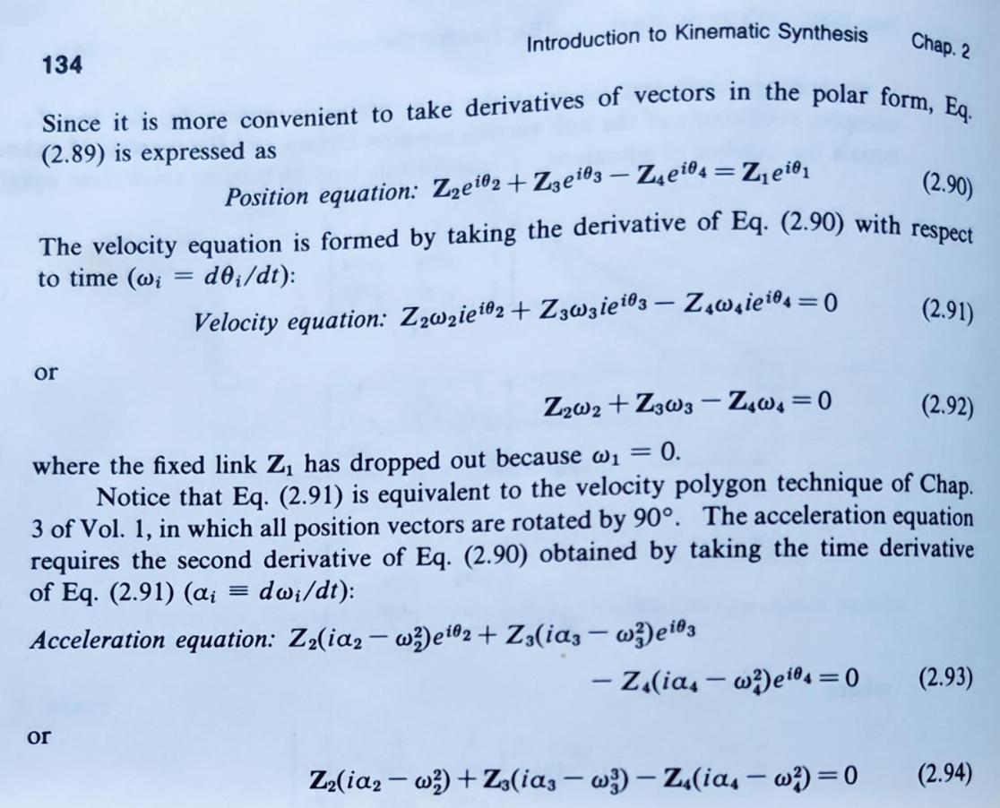 134
Introduction to Kinematic Synthesis Chap. 2
Since it is more convenient to take derivatives of vectors in the polar form, Eq.
(2.89) is expressed as
Position equation: Z₂e^{iθ₂} + Z₃e^{iθ₃} − Z₄e^{iθ₄} = Z₁e^{iθ₁} (2.90)
The velocity equation is formed by taking the derivative of Eq. (2.90) with respect
to time (ωᵢ = dθᵢ/dt):
Velocity equation: Z₂ω₂ie^{iθ₂} + Z₃ω₃ie^{iθ₃} − Z₄ω₄ie^{iθ₄} = 0 (2.91)
or
Z₂ω₂ + Z₃ω₃ − Z₄ω₄ = 0 (2.92)
where the fixed link Z₁ has dropped out because ω₁ = 0.
Notice that Eq. (2.91) is equivalent to the velocity polygon technique of Chap.
3 of Vol. 1, in which all position vectors are rotated by 90°. The acceleration equation
requires the second derivative of Eq. (2.90) obtained by taking the time derivative
of Eq. (2.91) (αᵢ ≡ dωᵢ/dt):
Acceleration equation: Z₂(iα₂ − ω₂²)e^{iθ₂} + Z₃(iα₃ − ω₃²)e^{iθ₃}
− Z₄(iα₄ − ω₄²)e^{iθ₄} = 0 (2.93)
or
Z₂(iα₂ − ω₂²) + Z₃(iα₃ − ω₃³) − Z₄(iα₄ − ω₄²) = 0 (2.94)